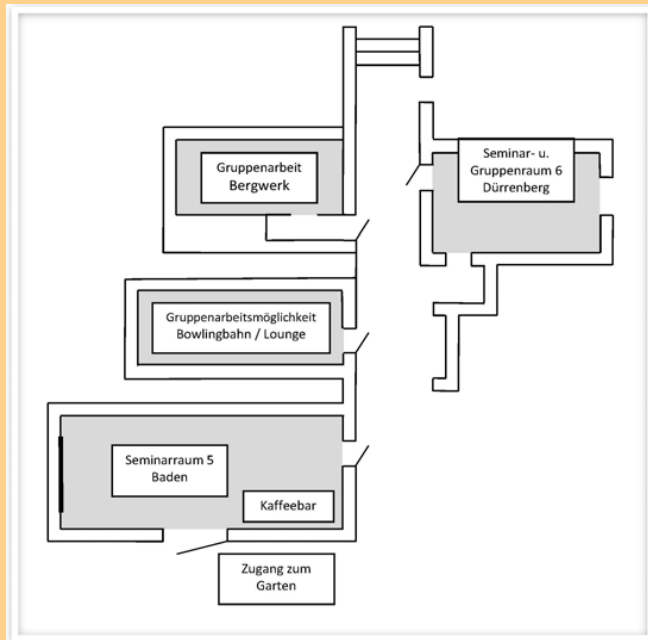 Gruppenarbeit
Bergwerk
Seminar- u.
Gruppenraum 6
Dürrenberg
Gruppenarbeitsmöglichkeit
Bowlingbahn / Lounge
Seminarraum 5
Baden
Kaffeebar
Zugang zum
Garten